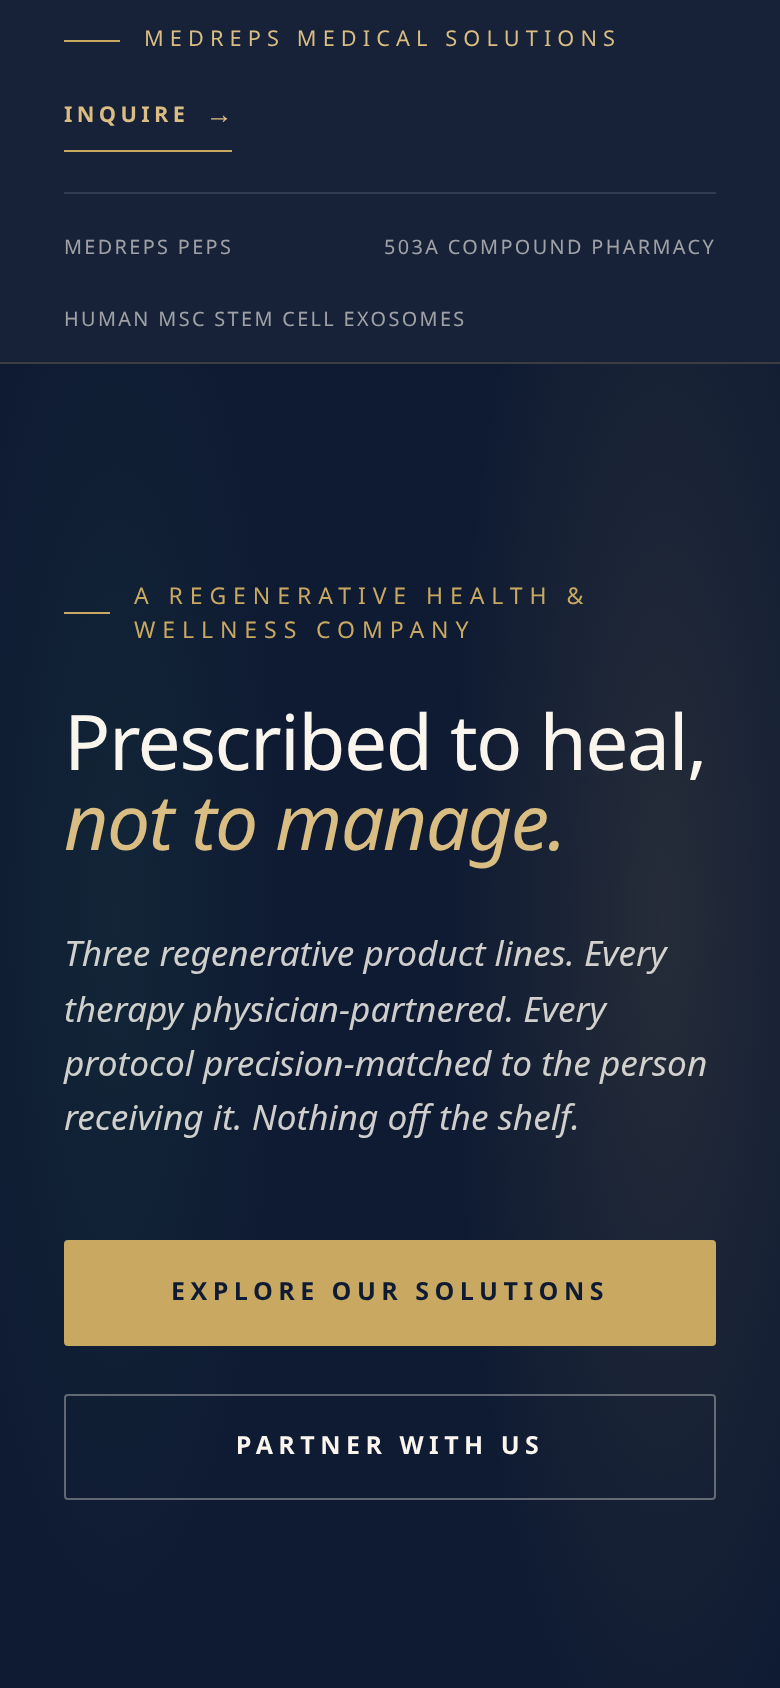 MEDREPS MEDICAL SOLUTIONS
INQUIRE →
MEDREPS PEPS
503A COMPOUND PHARMACY
HUMAN MSC STEM CELL EXOSOMES
A REGENERATIVE HEALTH &
WELLNESS COMPANY
Prescribed to heal,
not to manage.
Three regenerative product lines. Every
therapy physician-partnered. Every
protocol precision-matched to the person
receiving it. Nothing off the shelf.
EXPLORE OUR SOLUTIONS
PARTNER WITH US